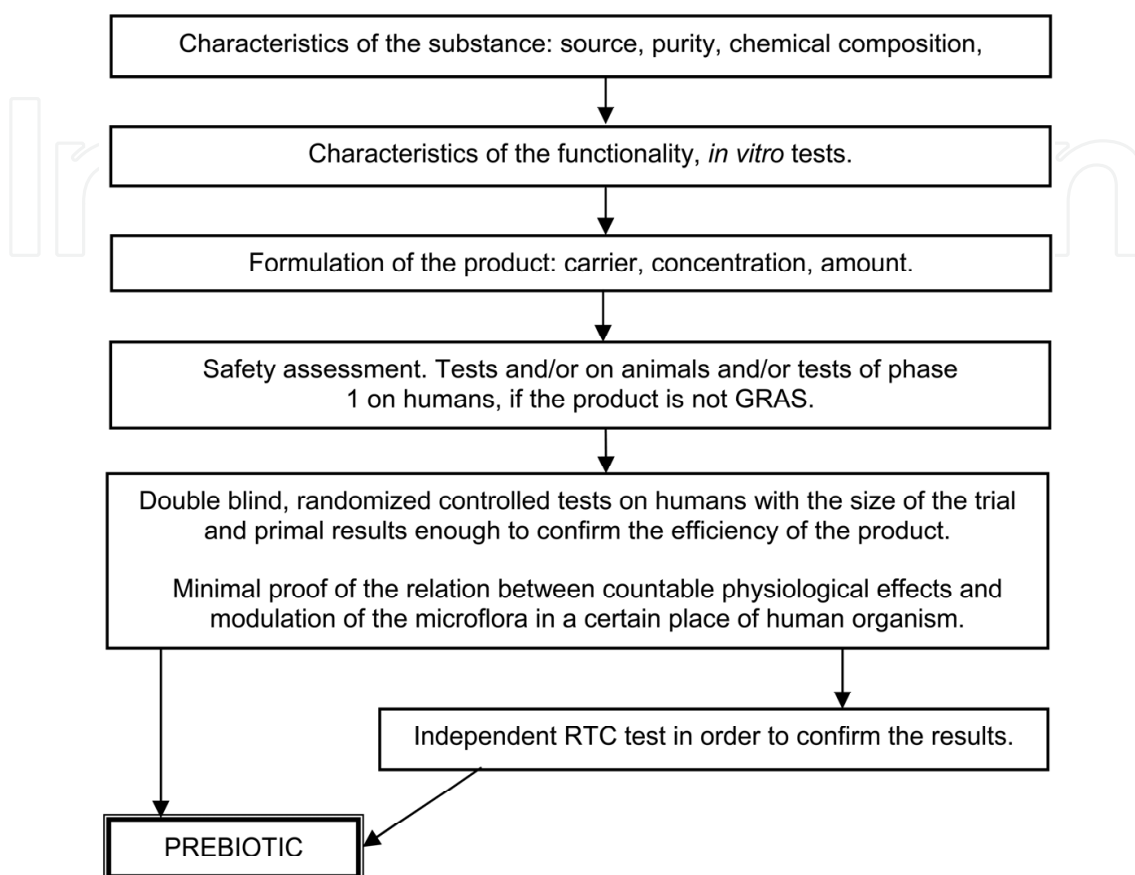 Characteristics of the substance: source, purity, chemical composition,
Characteristics of the functionality, in vitro tests.
Formulation of the product: carrier, concentration, amount.
Safety assessment. Tests and/or on animals and/or tests of phase
1 on humans, if the product is not GRAS.
Double blind, randomized controlled tests on humans with the size of the trial
and primal results enough to confirm the efficiency of the product.
Minimal proof of the relation between countable physiological effects and
modulation of the microflora in a certain place of human organism.
Independent RTC test in order to confirm the results.
PREBIOTIC